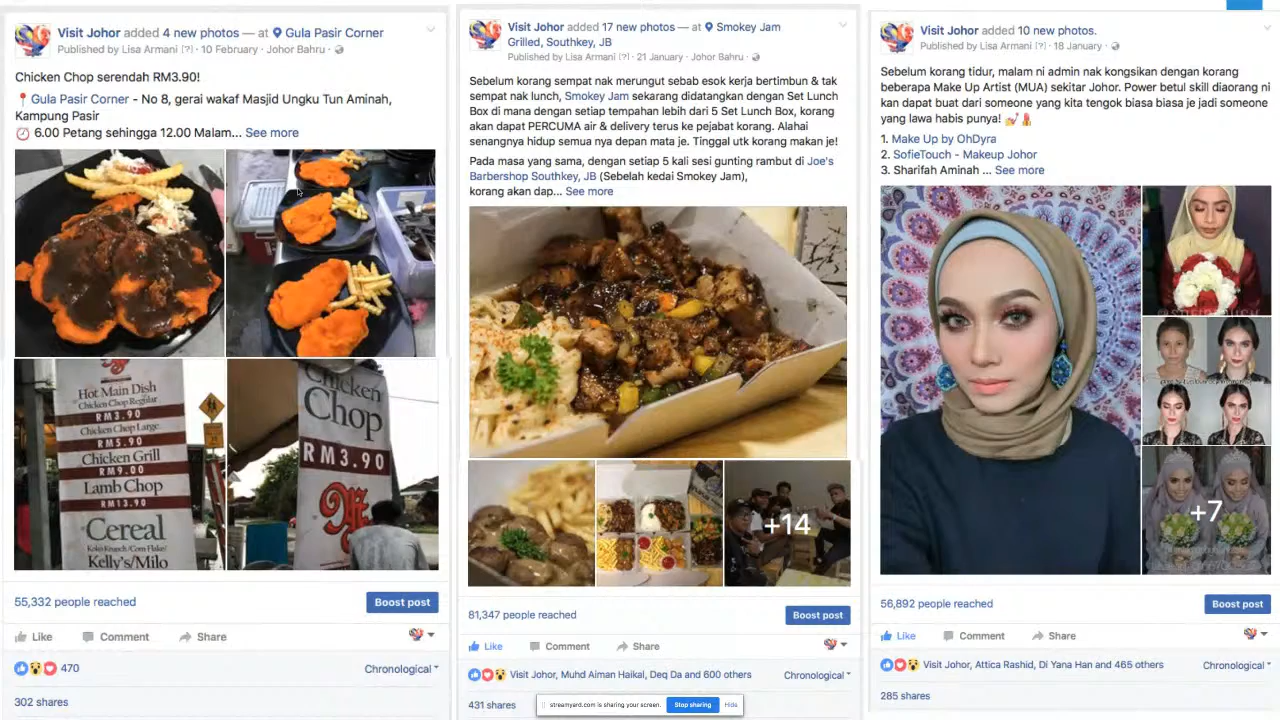 Visit Johor added 4 new photos — at Gula Pasir Corner
Published by Lisa Armani [?] · 10 February · Johor Bahru ·
Chicken Chop serendah RM3.90!
Gula Pasir Corner - No 8, gerai wakaf Masjid Ungku Tun Aminah,
Kampung Pasir
6.00 Petang sehingga 12.00 Malam... See more
Hot Main Dish
Chicken Chop Regular
RM3.90
Chicken Chop Large
RM5.90
Chicken Grill
RM9.00
Lamb Chop
RM13.90
Cereal
Koko Krunch/Corn Flake/
Kelly's/Milo
Chicken
Chop
RM3.90
55,332 people reached
Boost post
Like Comment Share
470
Chronological
302 shares
Visit Johor added 17 new photos — at Smokey Jam
Grilled, Southkey, JB
Published by Lisa Armani [?] · 21 January · Johor Bahru ·
Sebelum korang sempat nak merungut sebab esok kerja bertimbun & tak
sempat nak lunch, Smokey Jam sekarang didatangkan dengan Set Lunch
Box di mana dengan setiap tempahan lebih dari 5 Set Lunch Box, korang
akan dapat PERCUMA air & delivery terus ke pejabat korang. Alahai
senangnya hidup semua nya depan mata je. Tinggal utk korang makan je!
Pada masa yang sama, dengan setiap 5 kali sesi gunting rambut di Joe's
Barbershop Southkey, JB (Sebelah kedai Smokey Jam),
korang akan dap... See more
+14
81,347 people reached
Boost post
Like Comment Share
Visit Johor, Muhd Aiman Haikal, Deq Da and 600 others
Chronological
431 shares
streamyard.com is sharing your screen.
Stop sharing
Hide
Visit Johor added 10 new photos.
Published by Lisa Armani [?] · 18 January ·
Sebelum korang tidur, malam ni admin nak kongsikan dengan korang
beberapa Make Up Artist (MUA) sekitar Johor. Power betul skill diaorang ni
kan dapat buat dari someone yang kita tengok biasa biasa je jadi someone
yang lawa habis punya!
1. Make Up by OhDyra
2. SofieTouch - Makeup Johor
3. Sharifah Aminah ... See more
+7
56,892 people reached
Boost post
Like Comment Share
Visit Johor, Attica Rashid, Di Yana Han and 465 others
Chronological
285 shares